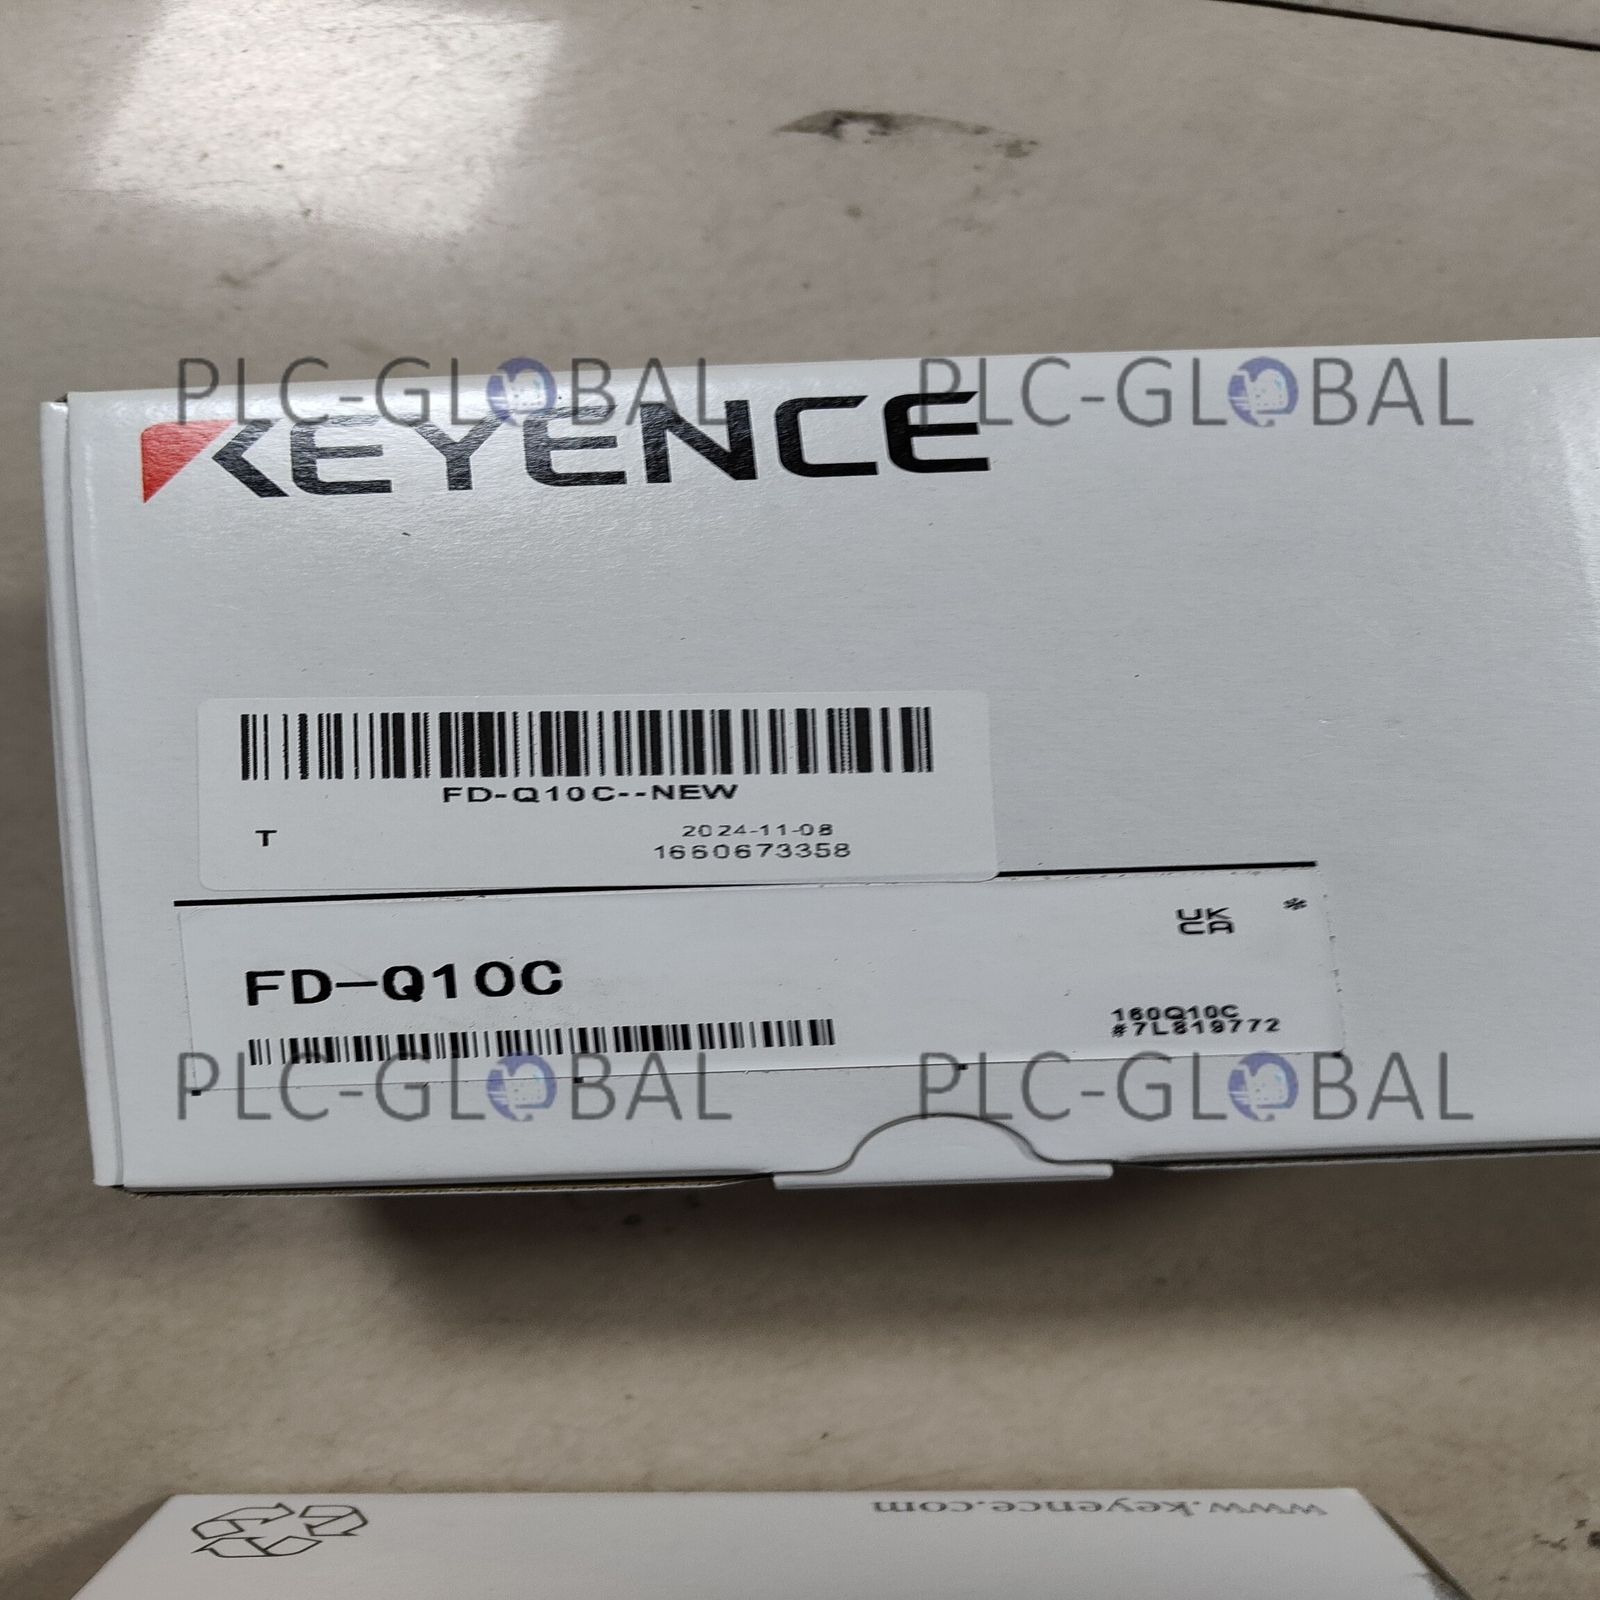 PLC-GLOBAL PLC-GLOBAL
KEYENCE
FD-Q10C--NEW
T
2024-11-08
1660673358
UK
CA
*
FD-Q10C
160Q10C
#7L819772
PLC-GLOBAL PLC-GLOBAL
www.keyence.com